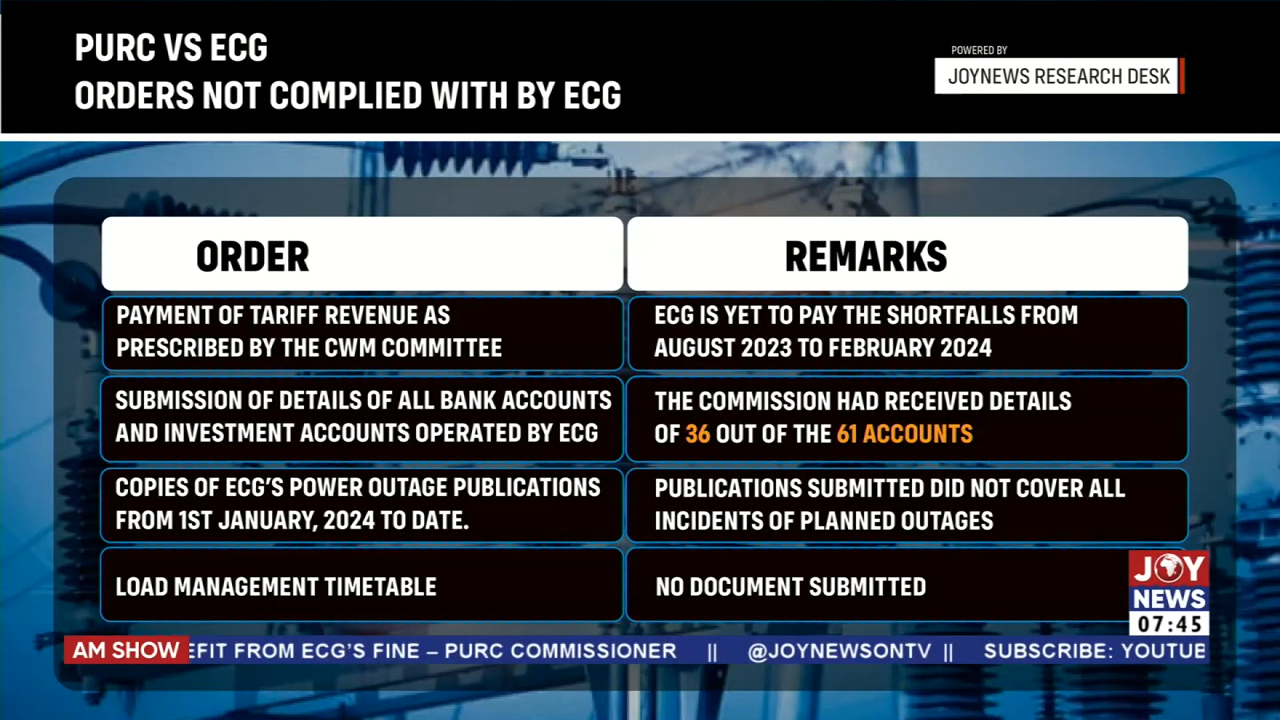 PURC VS ECG
ORDERS NOT COMPLIED WITH BY ECG
POWERED BY
JOYNEWS RESEARCH DESK
ORDER
REMARKS
PAYMENT OF TARIFF REVENUE AS
PRESCRIBED BY THE CWM COMMITTEE
ECG IS YET TO PAY THE SHORTFALLS FROM
AUGUST 2023 TO FEBRUARY 2024
SUBMISSION OF DETAILS OF ALL BANK ACCOUNTS
AND INVESTMENT ACCOUNTS OPERATED BY ECG
THE COMMISSION HAD RECEIVED DETAILS
OF 36 OUT OF THE 61 ACCOUNTS
COPIES OF ECG'S POWER OUTAGE PUBLICATIONS
FROM 1ST JANUARY, 2024 TO DATE.
PUBLICATIONS SUBMITTED DID NOT COVER ALL
INCIDENTS OF PLANNED OUTAGES
LOAD MANAGEMENT TIMETABLE
NO DOCUMENT SUBMITTED
JOY
NEWS
07:45
AM SHOW
EFIT FROM ECG'S FINE – PURC COMMISSIONER || @JOYNEWSONTV || SUBSCRIBE: YOUTUB